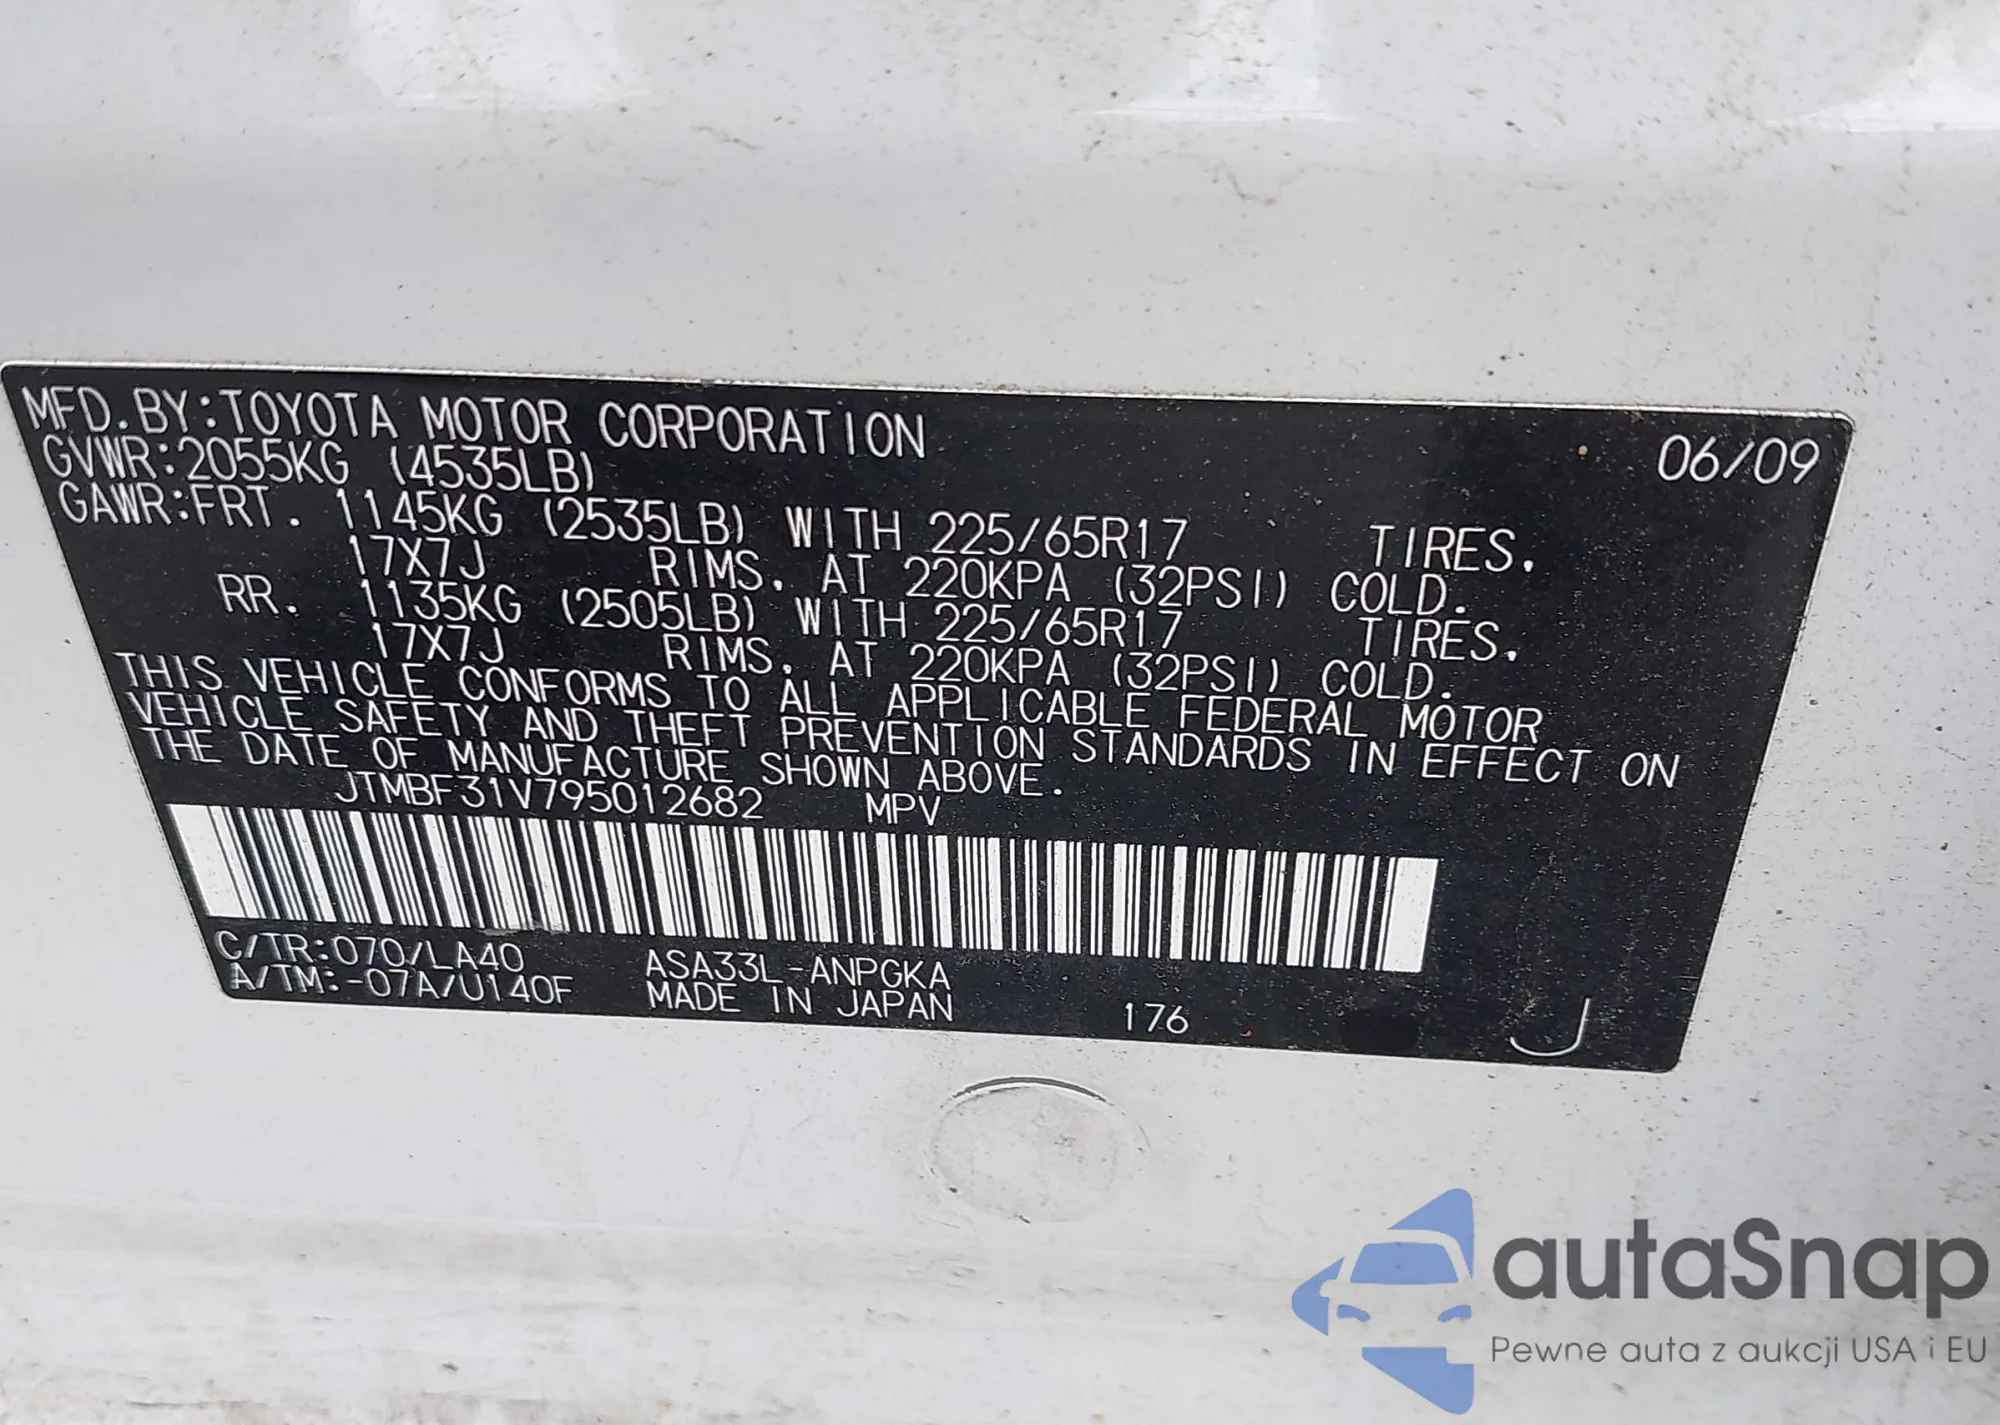 MFD.BY:TOYOTA MOTOR CORPORATION 06/09
GVWR:2055KG (4535LB)
GAWR:FRT. 1145KG (2535LB) WITH 225/65R17 TIRES.
17X7J RIMS, AT 220KPA (32PSI) COLD.
RR. 1135KG (2505LB) WITH 225/65R17 TIRES.
17X7J RIMS, AT 220KPA (32PSI) COLD.
THIS VEHICLE CONFORMS TO ALL APPLICABLE FEDERAL MOTOR
VEHICLE SAFETY AND THEFT PREVENTION STANDARDS IN EFFECT ON
THE DATE OF MANUFACTURE SHOWN ABOVE.
JTMBF31V795012682 MPV
C/TR:070/LA40 ASA33L-ANPGKA
A/TM:-07A/U140F MADE IN JAPAN 176 J
autaSnap
Pewne auta z aukcji USA i EU